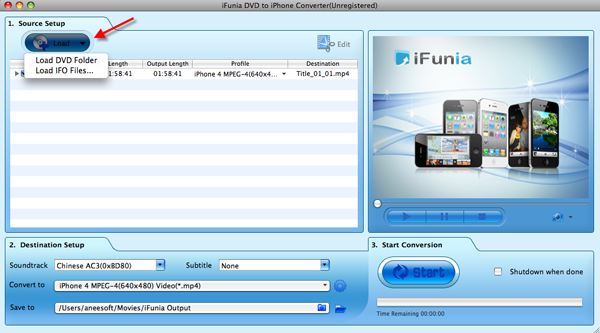 iFunia DVD to iPhone Converter(Unregistered)
1. Source Setup
Load
Edit
Load DVD Folder
Load IFO Files...
Length
Output Length
Profile
Destination
1:58:41
01:58:41
iPhone 4 MPEG-4(640x4...
Title_01_01.mp4
iFunia
2. Destination Setup
Soundtrack
Chinese AC3(0xBD80)
Subtitle
None
Convert to
iPhone 4 MPEG-4(640x480) Video(*.mp4)
Save to
/Users/aneesoft/Movies/iFunia Output
3. Start Conversion
Start
Shutdown when done
Time Remaining 00:00:00